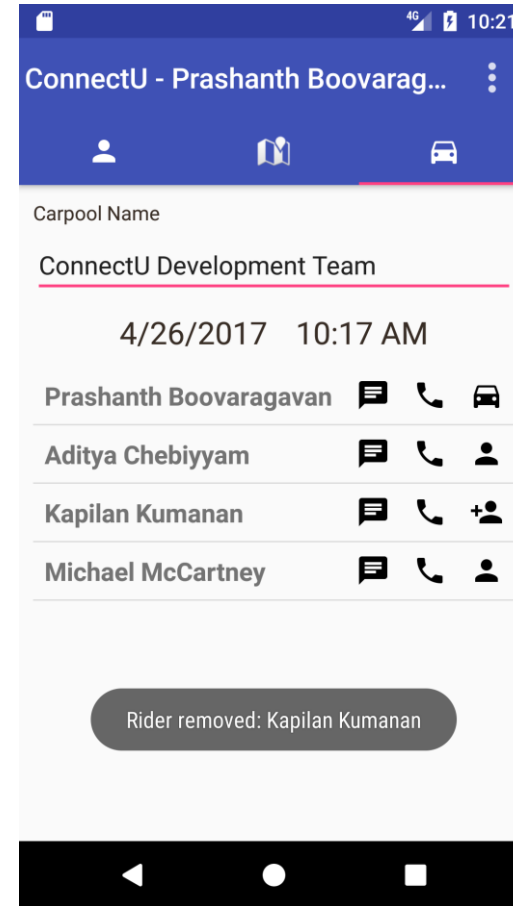 4G 10:21
ConnectU - Prashanth Boovarag...
Carpool Name
ConnectU Development Team
4/26/2017 10:17 AM
Prashanth Boovaragavan
Aditya Chebiyyam
Kapilan Kumanan
Michael McCartney
Rider removed: Kapilan Kumanan